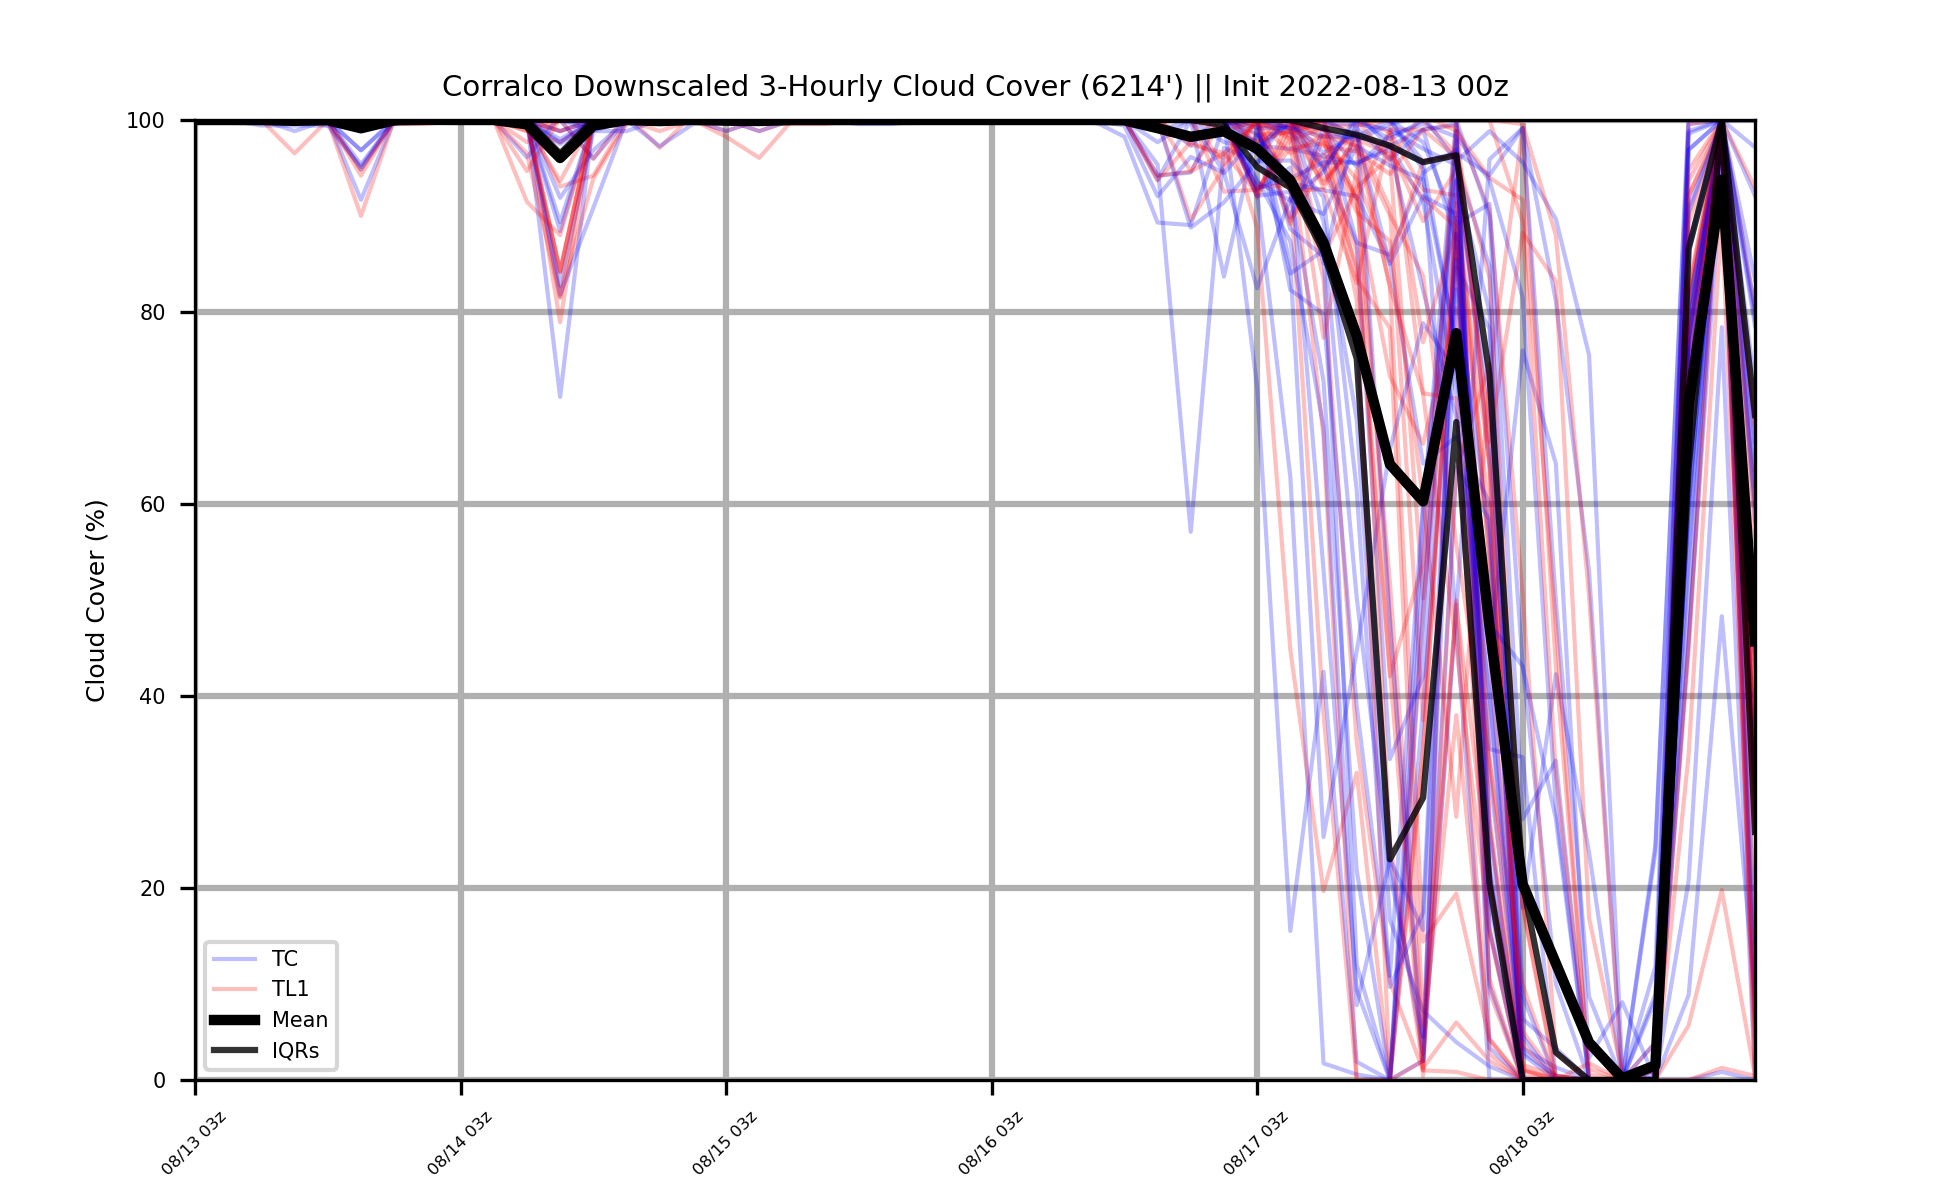 Corralco Downscaled 3-Hourly Cloud Cover (6214') || Init 2022-08-13 00z
Cloud Cover (%)
100
80
60
40
20
0
TC
TL1
Mean
IQRs
08/13 03z
08/14 03z
08/15 03z
08/16 03z
08/17 03z
08/18 03z